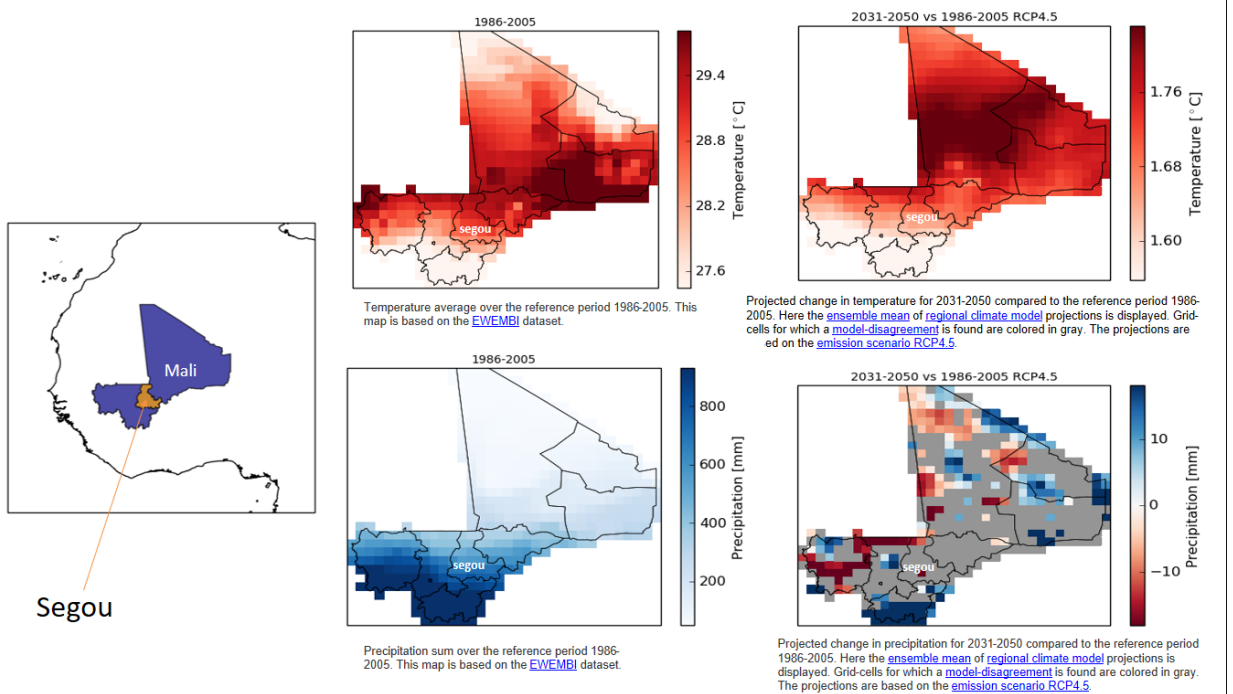 1986-2005
29.4
28.8
28.2
27.6
Temperature [°C]
segou
Temperature average over the reference period 1986-2005. This
map is based on the EWEMBI dataset.
2031-2050 vs 1986-2005 RCP4.5
1.76
1.68
1.60
Temperature [°C]
segou
Projected change in temperature for 2031-2050 compared to the reference period 1986-
2005. Here the ensemble mean of regional climate model projections is displayed. Grid-
cells for which a model-disagreement is found are colored in gray. The projections are
ed on the emission scenario RCP4.5.
Mali
Segou
1986-2005
800
600
400
200
Precipitation [mm]
segou
Precipitation sum over the reference period 1986-
2005. This map is based on the EWEMBI dataset.
2031-2050 vs 1986-2005 RCP4.5
10
0
−10
Precipitation [mm]
segou
Projected change in precipitation for 2031-2050 compared to the reference period
1986-2005. Here the ensemble mean of regional climate model projections is
displayed. Grid-cells for which a model-disagreement is found are colored in gray.
The projections are based on the emission scenario RCP4.5.